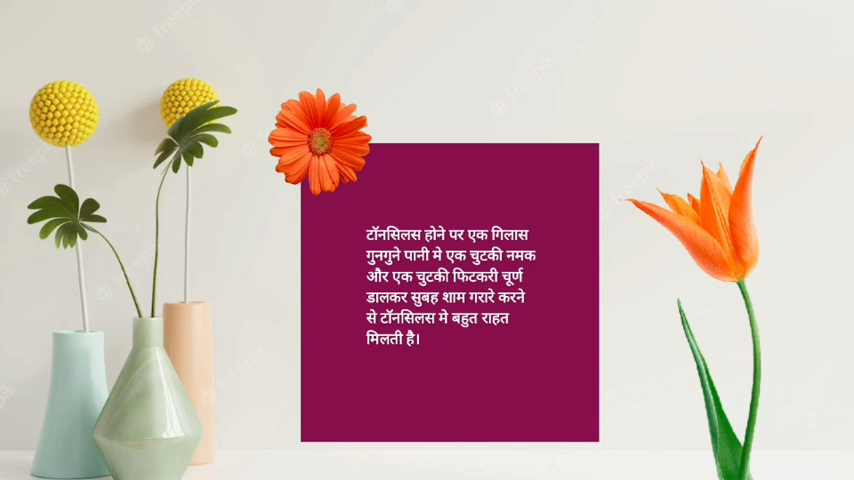 टॉनसिलस होने पर एक गिलास
गुनगुने पानी मे एक चुटकी नमक
और एक चुटकी फिटकरी चूर्ण
डालकर सुबह शाम गरारे करने
से टॉनसिलस मे बहुत राहत
मिलती है।